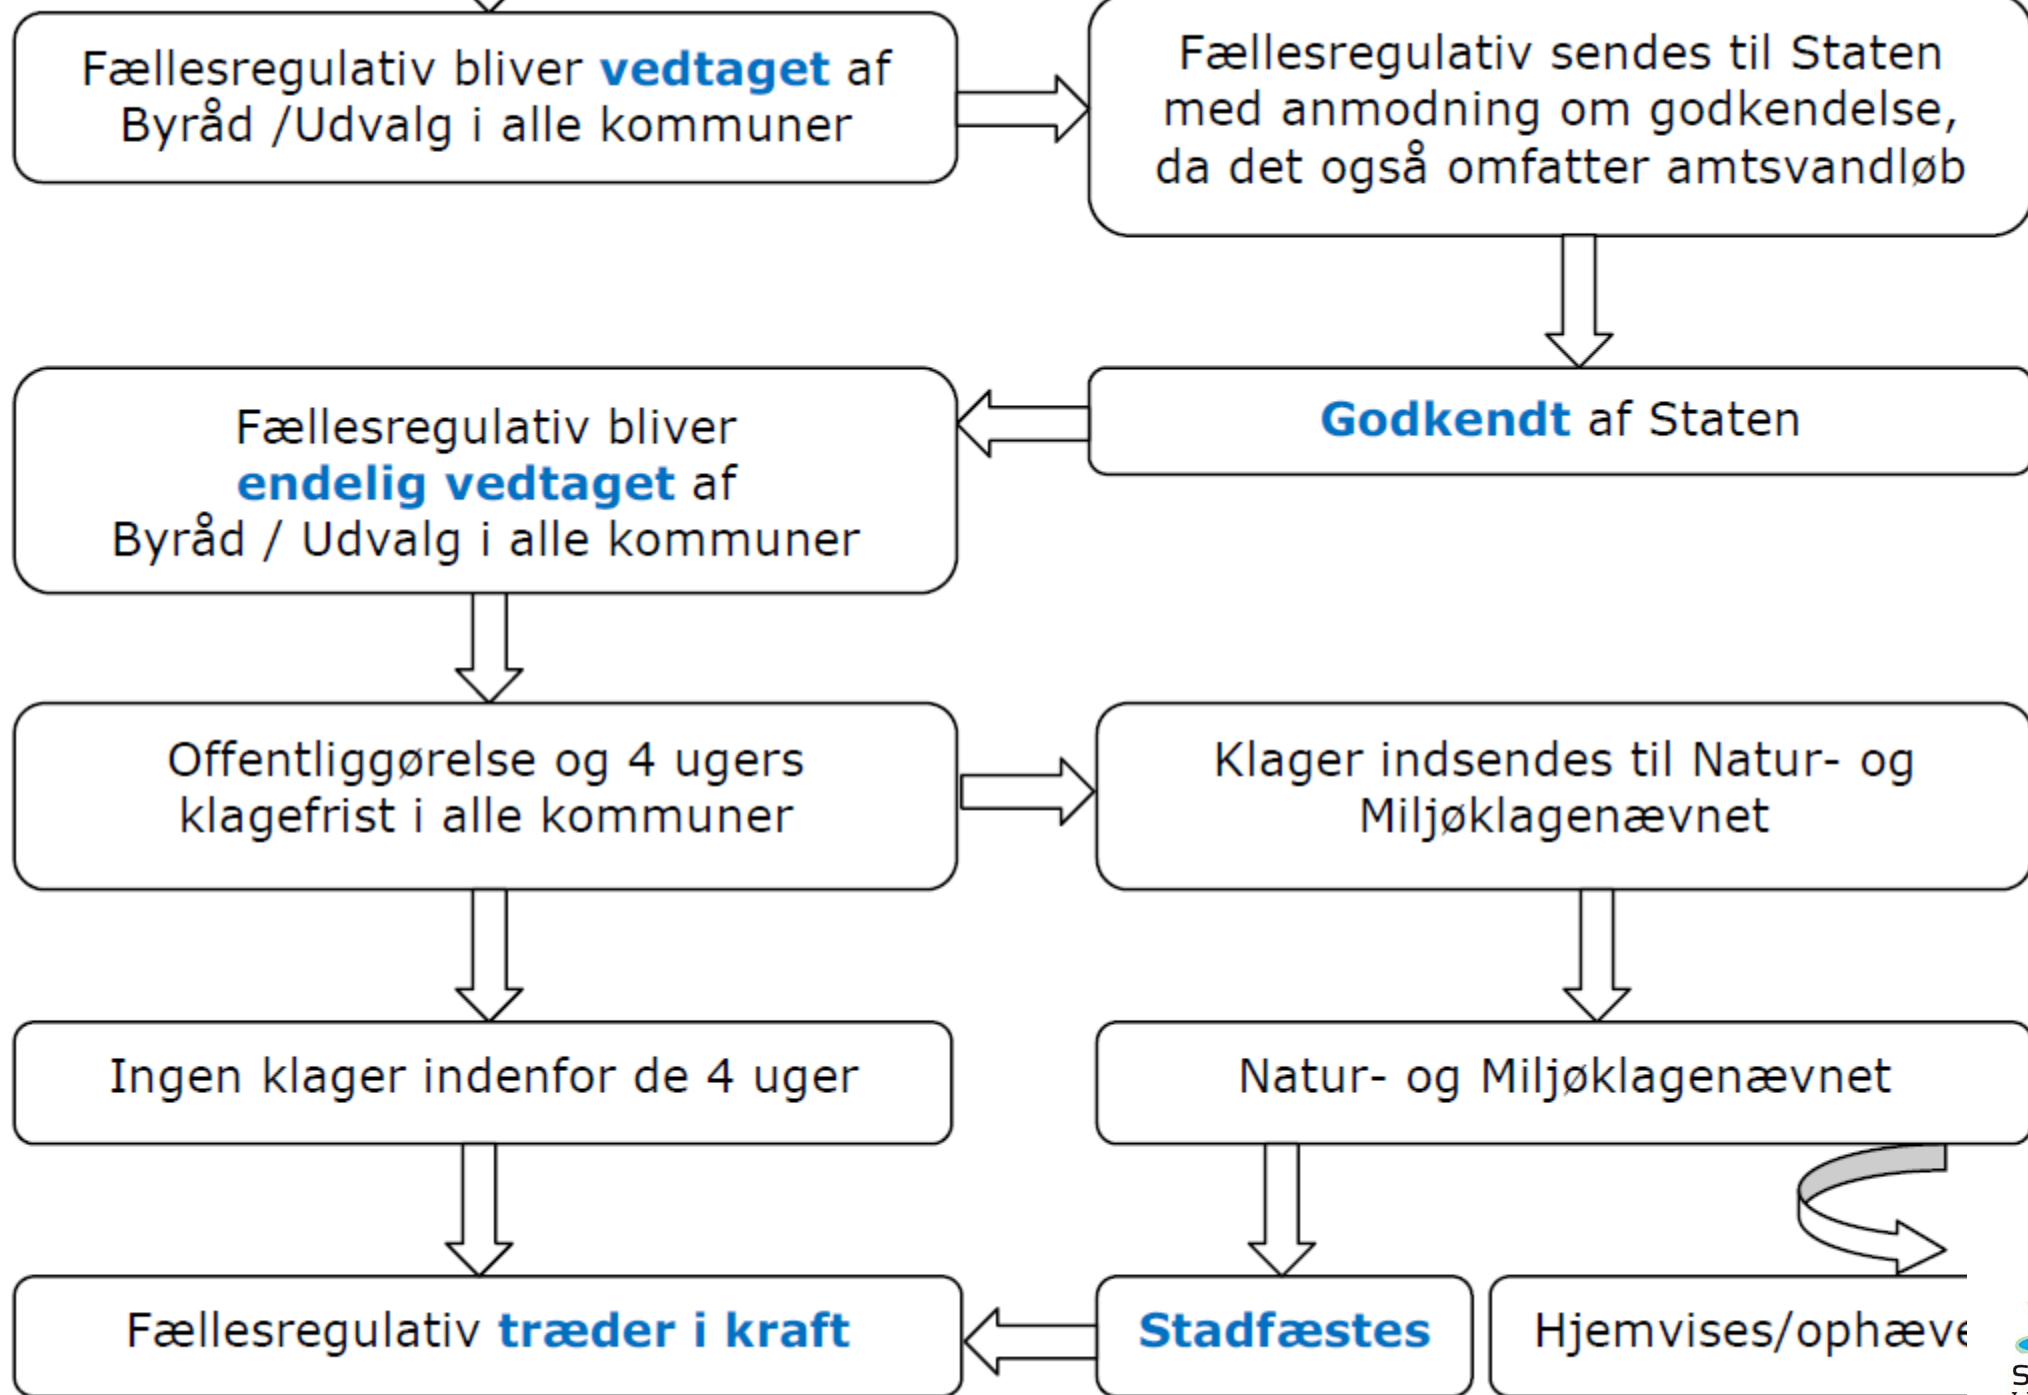 Fællesregulativ bliver vedtaget af
Byråd /Udvalg i alle kommuner
Fællesregulativ sendes til Staten
med anmodning om godkendelse,
da det også omfatter amtsvandløb
Godkendt af Staten
Fællesregulativ bliver
endelig vedtaget af
Byråd / Udvalg i alle kommuner
Offentliggørelse og 4 ugers
klagefrist i alle kommuner
Klager indsendes til Natur- og
Miljøklagenævnet
Ingen klager indenfor de 4 uger
Natur- og Miljøklagenævnet
Fællesregulativ træder i kraft
Stadfæstes
Hjemvises/ophæve